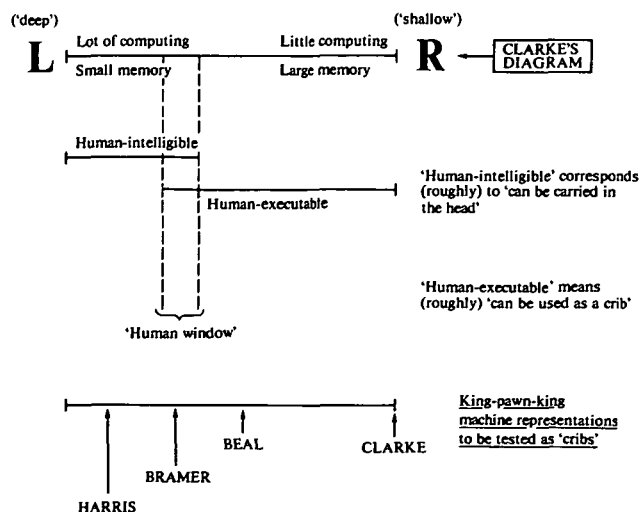 ('deep')
('shallow')
L
Lot of computing
Little computing
R
CLARKE'S
DIAGRAM
Small memory
Large memory
Human-intelligible
'Human-intelligible' corresponds
(roughly) to 'can be carried in
the head'
Human-executable
'Human-executable' means
(roughly) 'can be used as a crib'
'Human window'
King-pawn-king
machine representations
to be tested as 'cribs'
BEAL
CLARKE
BRAMER
HARRIS